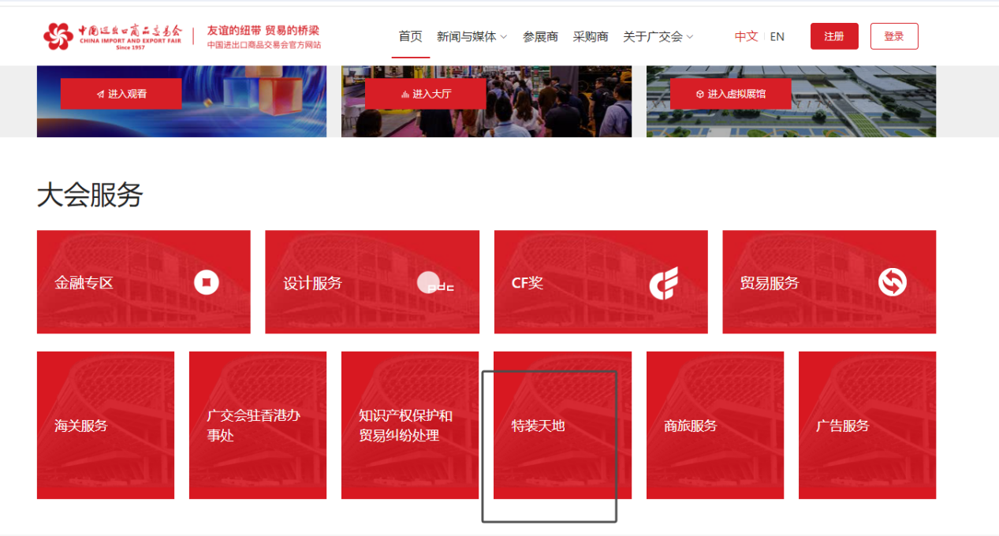 中国进出口商品交易会
CHINA IMPORT AND EXPORT FAIR
Since 1957
友谊的纽带 贸易的桥梁
中国进出口商品交易会官方网站
首页 新闻与媒体 参展商 采购商 关于广交会 中文 EN 注册 登录
进入观看 进入大厅 进入虚拟展馆
大会服务
金融专区 设计服务 pdc CF奖 贸易服务
海关服务
广交会驻香港办
事处
知识产权保护和
贸易纠纷处理
特装天地
商旅服务
广告服务